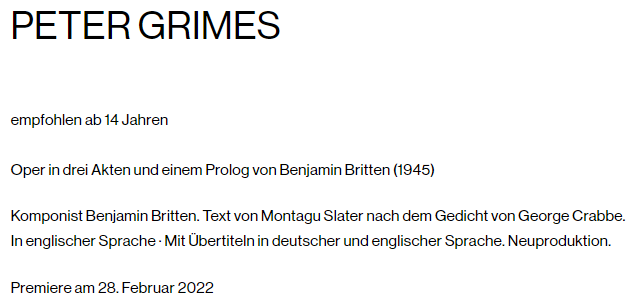 PETER GRIMES
empfohlen ab 14 Jahren
Oper in drei Akten und einem Prolog von Benjamin Britten (1945)
Komponist Benjamin Britten. Text von Montagu Slater nach dem Gedicht von George Crabbe.
In englischer Sprache · Mit Übertiteln in deutscher und englischer Sprache. Neuproduktion.
Premiere am 28. Februar 2022